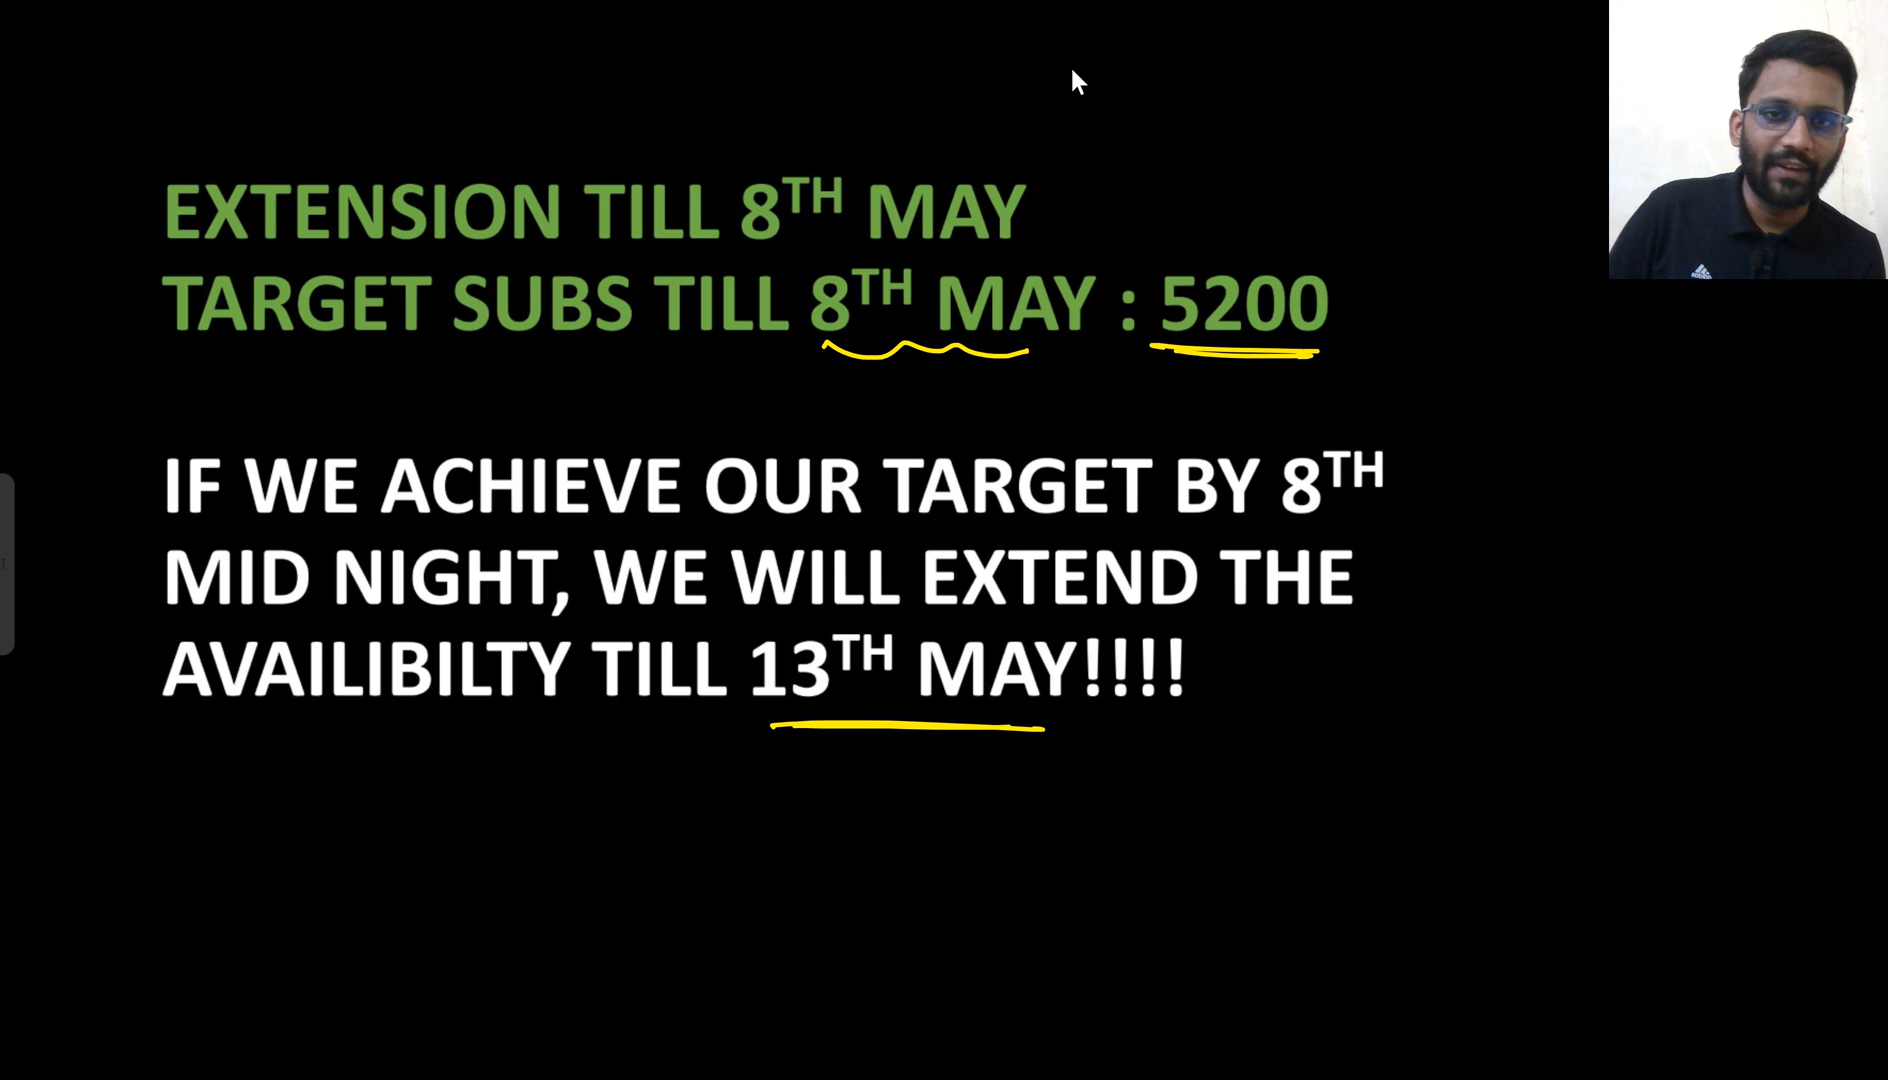 EXTENSION TILL 8TH MAY
TARGET SUBS TILL 8TH MAY : 5200
IF WE ACHIEVE OUR TARGET BY 8TH
MID NIGHT, WE WILL EXTEND THE
AVAILIBILTY TILL 13TH MAY!!!!
adidas